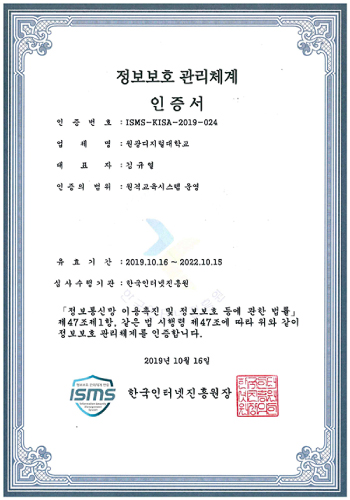 정보보호 관리체계
인증서
인 증 번 호 : ISMS-KISA-2019-024
업 체 명 : 원광디지털대학교
대 표 자 : 김규열
인 증 의 범 위 : 원격교육시스템 운영
유 효 기 간 : 2019.10.16 ~ 2022.10.15
심 사 수 행 기 관 : 한국인터넷진흥원
「정보통신망 이용촉진 및 정보보호 등에 관한 법률」
제47조제1항, 같은 법 시행령 제47조에 따라 위와 같이
정보보호 관리체계를 인증합니다.
2019년 10월 16일
ISMS
한국인터넷진흥원장